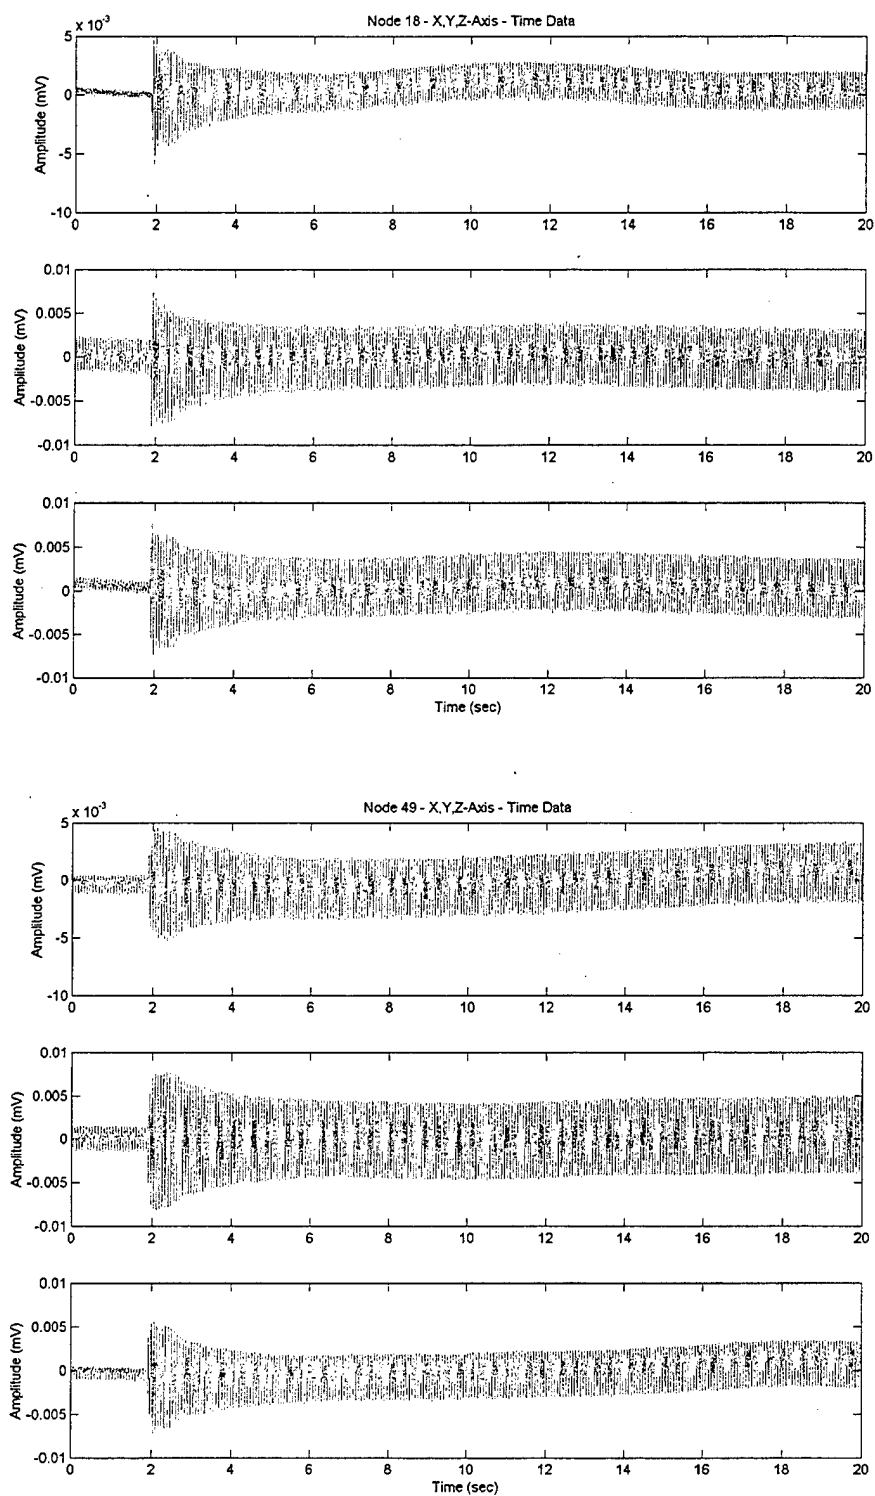 Node 18 - X,Y,Z-Axis - Time Data
x 10-3
5
0
-5
-10
Amplitude (mV)
0 2 4 6 8 10 12 14 16 18 20
0.01
0.005
0
-0.005
-0.01
Amplitude (mV)
0 2 4 6 8 10 12 14 16 18 20
0.01
0.005
0
-0.005
-0.01
Amplitude (mV)
0 2 4 6 8 10 12 14 16 18 20
Time (sec)
Node 49 - X,Y,Z-Axis - Time Data
x 10-3
5
0
-5
-10
Amplitude (mV)
0 2 4 6 8 10 12 14 16 18 20
0.01
0.005
0
-0.005
-0.01
Amplitude (mV)
0 2 4 6 8 10 12 14 16 18 20
0.01
0.005
0
-0.005
-0.01
Amplitude (mV)
0 2 4 6 8 10 12 14 16 18 20
Time (sec)